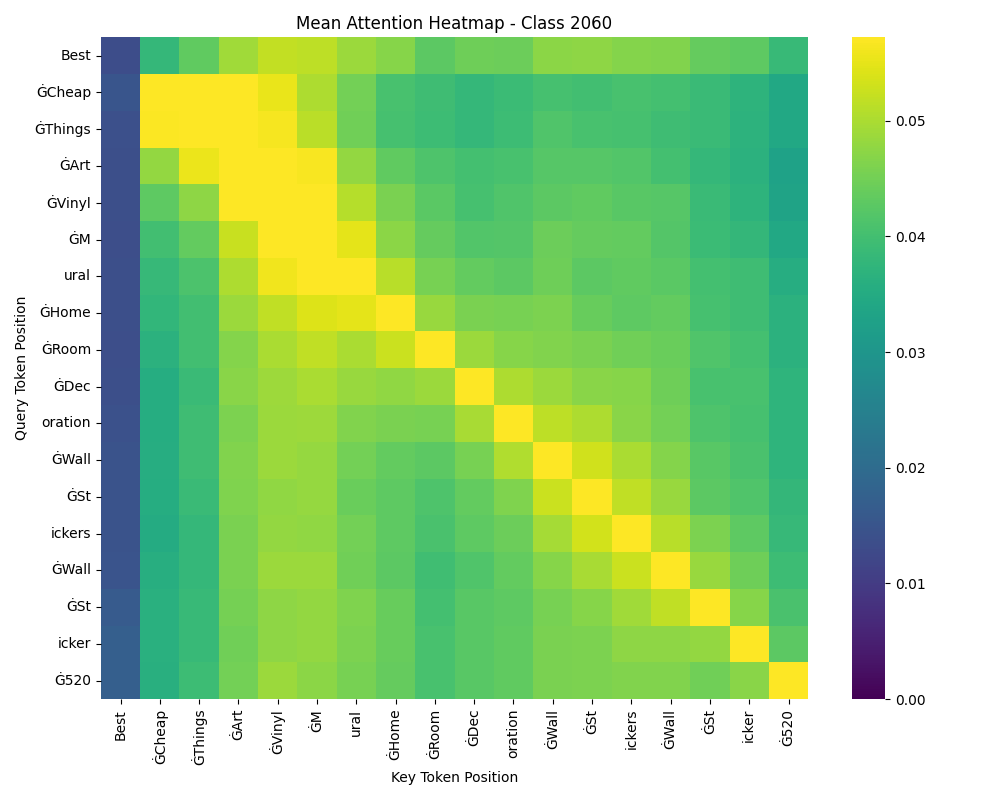 Mean Attention Heatmap - Class 2060
Query Token Position
Best
ĠCheap
ĠThings
ĠArt
ĠVinyl
ĠM
ural
ĠHome
ĠRoom
ĠDec
oration
ĠWall
ĠSt
ickers
ĠWall
ĠSt
icker
Ġ520
Best
ĠCheap
ĠThings
ĠArt
ĠVinyl
ĠM
ural
ĠHome
ĠRoom
ĠDec
oration
ĠWall
ĠSt
ickers
ĠWall
ĠSt
icker
Ġ520
Key Token Position
0.05
0.04
0.03
0.02
0.01
0.00